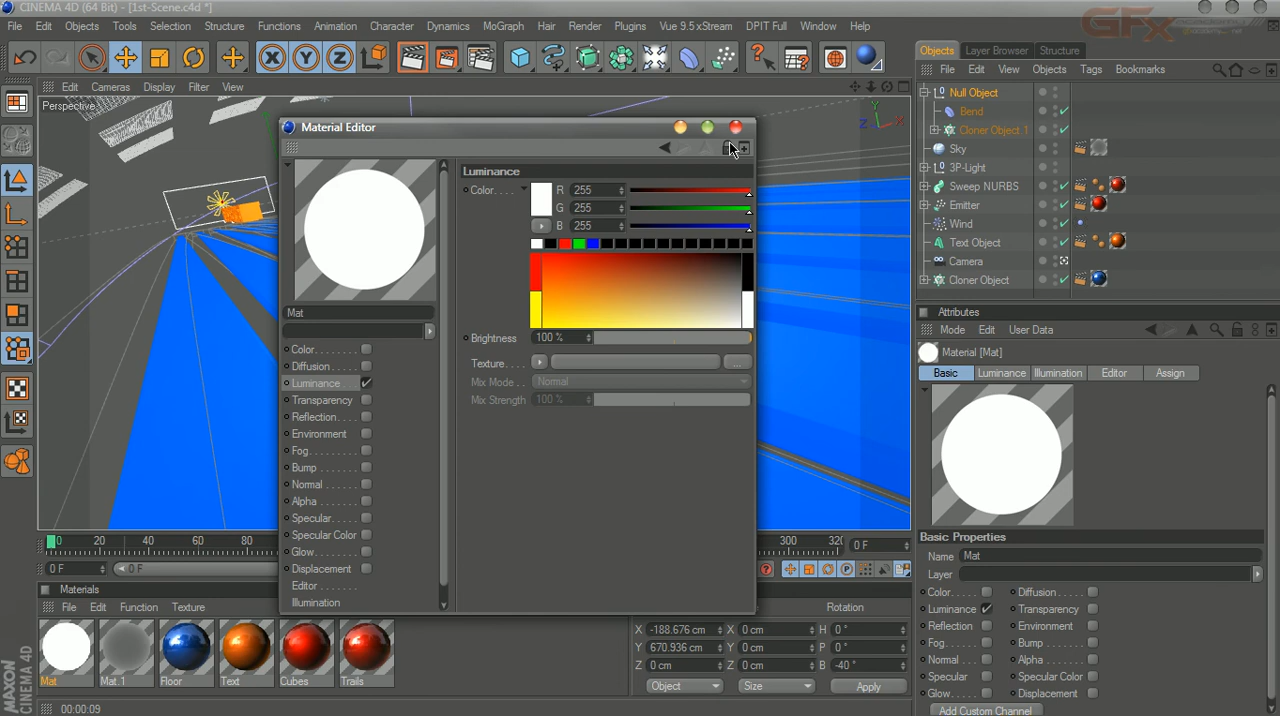 CINEMA 4D (64 Bit) - [1st-Scene.c4d *]
File Edit Objects Tools Selection Structure Functions Animation Character Dynamics MoGraph Hair Render Plugins Vue 9.5 xStream DPIT Full Window Help
GFx
Objects Layer Browser Structure
File Edit View Objects Tags Bookmarks
Edit Cameras Display Filter View
Perspective
Y
Z
X
Null Object
Bend
Cloner Object 1
Sky
3P-Light
Sweep NURBS
Emitter
Wind
Text Object
Camera
Cloner Object
Material Editor
Mat
Color
Diffusion
Luminance
Transparency
Reflection
Environment
Fog
Bump
Normal
Alpha
Specular
Specular Color
Glow
Displacement
Editor
Illumination
Luminance
Color R 255
G 255
B 255
Brightness 100 %
Texture ...
Mix Mode Normal
Mix Strength 100 %
Attributes
Mode Edit User Data
Material [Mat]
Basic Luminance Illumination Editor Assign
Basic Properties
Name Mat
Layer
Color Diffusion
Luminance Transparency
Reflection Environment
Fog Bump
Normal Alpha
Specular Specular Color
Glow Displacement
Add Custom Channel
0 20 40 60 80 300 320 0 F
0 F 0 F
Materials
File Edit Function Texture
Mat Mat.1 Floor Text Cubes Trails
Rotation
X -188.676 cm X 0 cm H 0 °
Y 670.936 cm Y 0 cm P 0 °
Z 0 cm Z 0 cm B -40 °
Object Size Apply
MAXON
CINEMA 4D
00:00:09